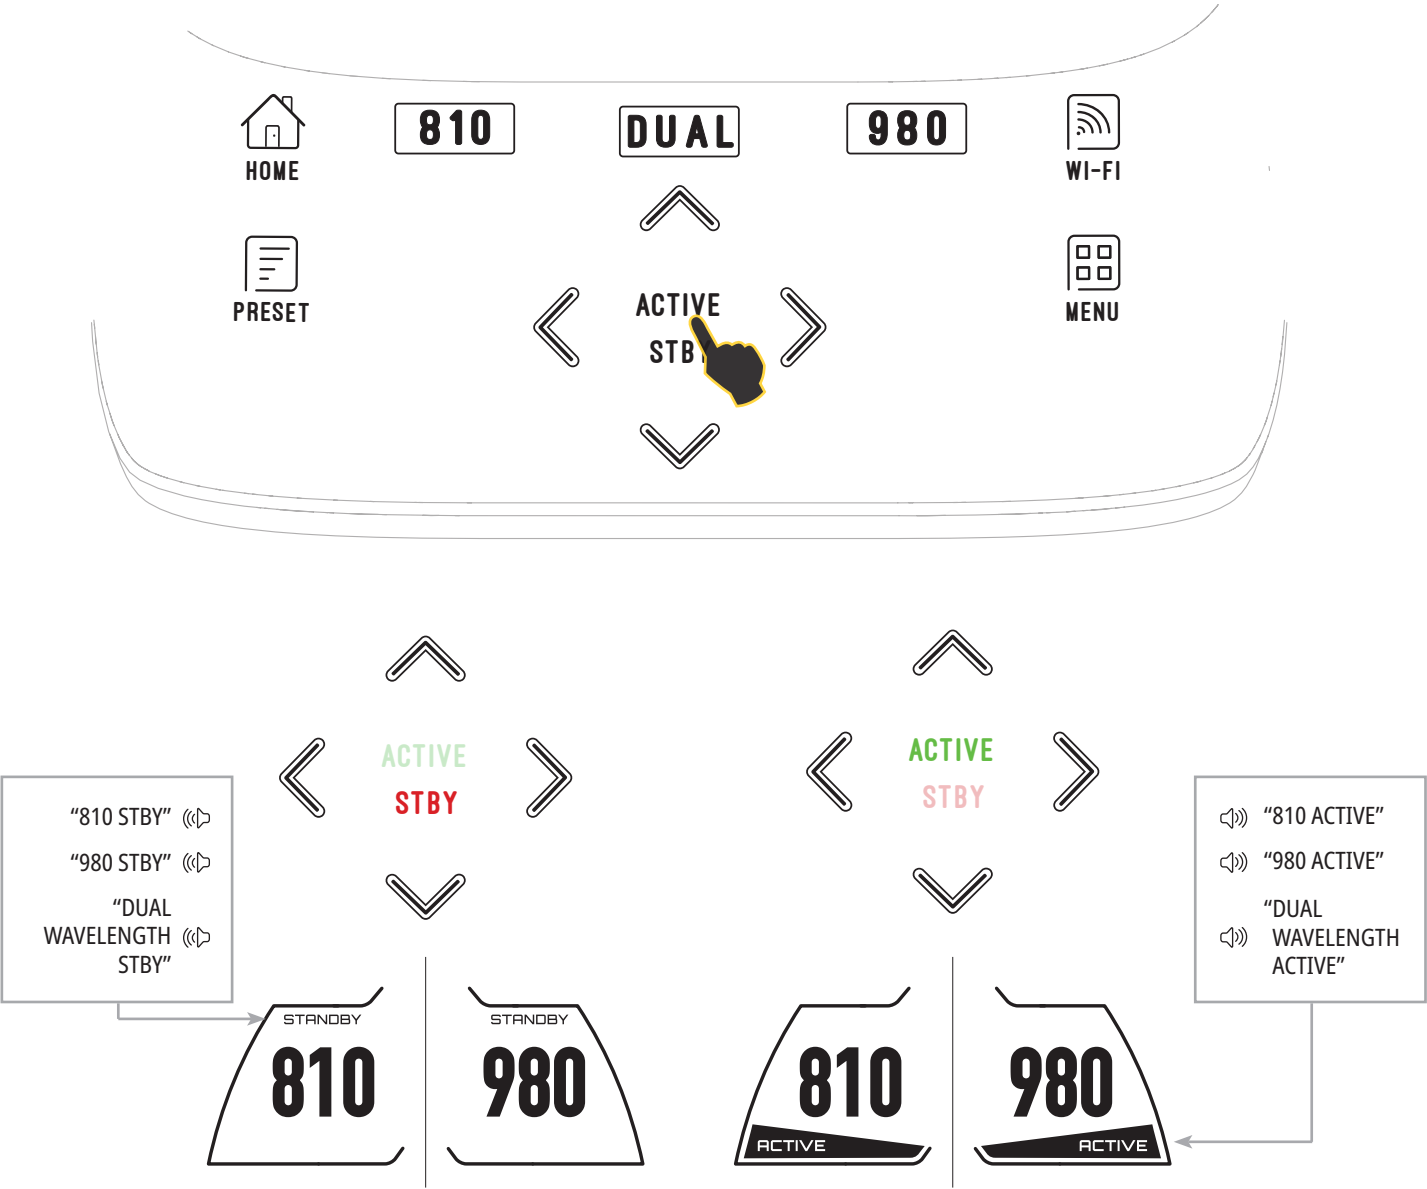 810
DUAL
980
HOME
WI-FI
PRESET
ACTIVE
STBY
MENU
ACTIVE
STBY
ACTIVE
STBY
“810 STBY”
“980 STBY”
“DUAL
WAVELENGTH
STBY”
“810 ACTIVE”
“980 ACTIVE”
“DUAL
WAVELENGTH
ACTIVE”
STANDBY
810
STANDBY
980
810
ACTIVE
980
ACTIVE